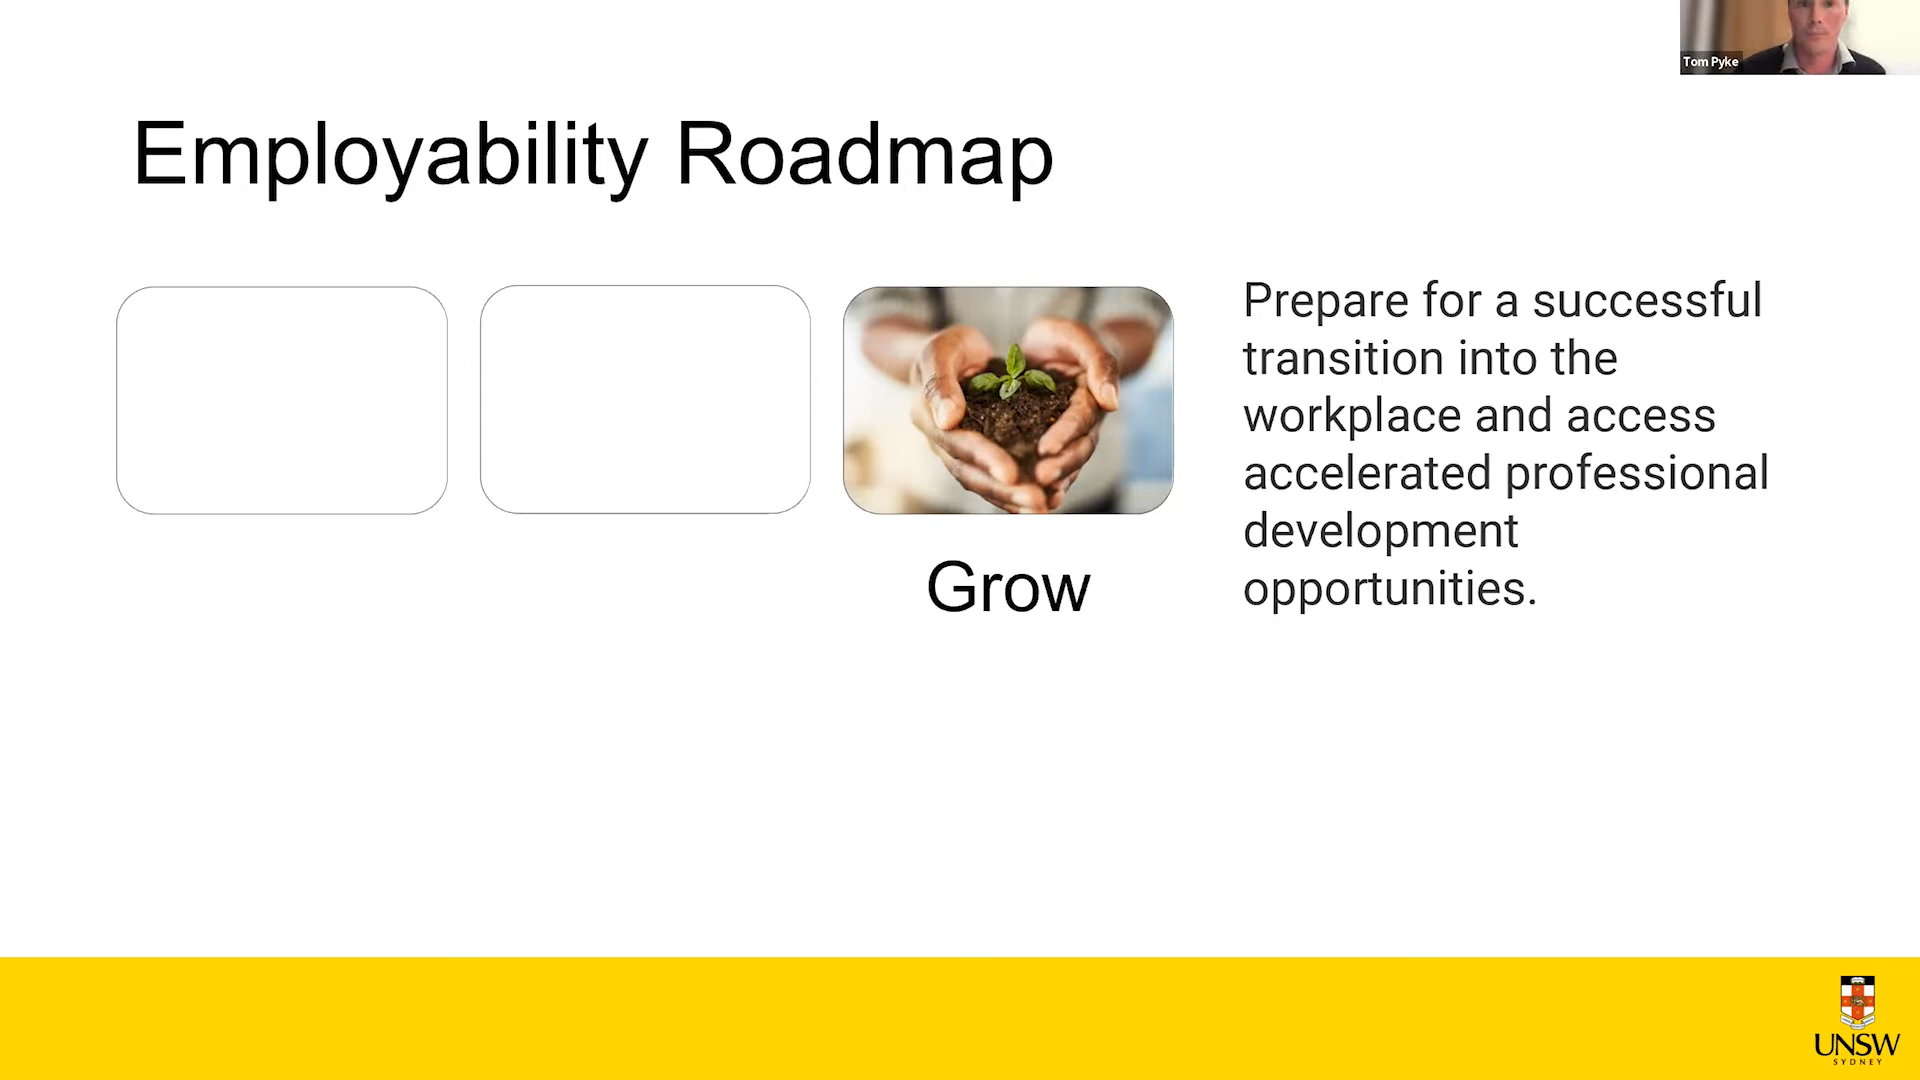 Tom Pyke
Employability Roadmap
Grow
Prepare for a successful
transition into the
workplace and access
accelerated professional
development
opportunities.
UNSW
SYDNEY